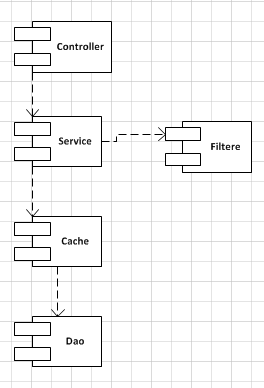 Controller
Service
Filtere
Cache
Dao